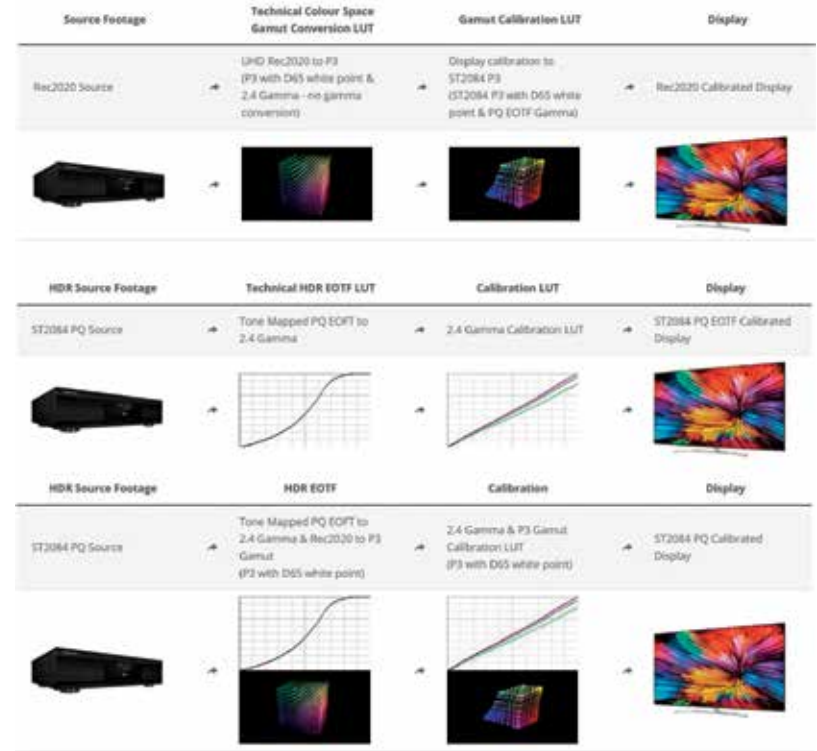 Source Footage
Technical Colour Space
Gamut Conversion LUT
Gamut Calibration LUT
Display
Rec2020 Source
UHD Rec2020 to P3
(P3 with D65 white point &
2.4 Gamma - no gamma
conversion)
Display calibration to
ST2084 P3
(ST2084 P3 with D65 white
point & PQ EOTF Gamma)
Rec2020 Calibrated Display
HDR Source Footage
Technical HDR EOTF LUT
Calibration LUT
Display
ST2084 PQ Source
Tone Mapped PQ EOFT to
2.4 Gamma
2.4 Gamma Calibration LUT
ST2084 PQ EOTF Calibrated
Display
HDR Source Footage
HDR EOTF
Calibration
Display
ST2084 PQ Source
Tone Mapped PQ EOFT to
2.4 Gamma & Rec2020 to P3
Gamut
(P3 with D65 white point)
2.4 Gamma & P3 Gamut
Calibration LUT
(P3 with D65 white point)
ST2084 PQ Calibrated
Display